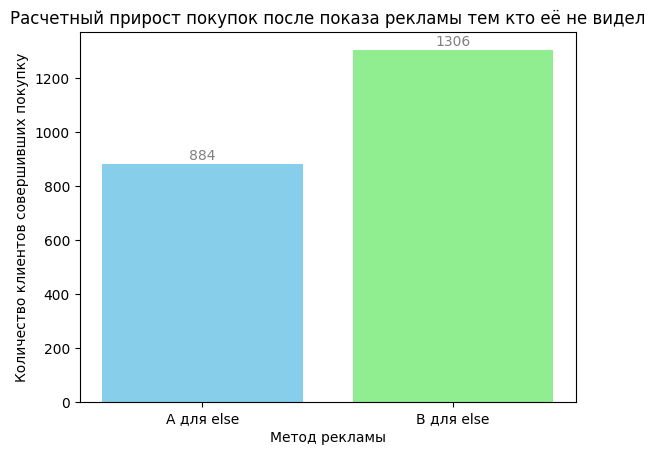 Расчетный прирост покупок после показа рекламы тем кто её не видел
Количество клиентов совершивших покупку
1200
1000
800
600
400
200
0
884
1306
А для else
В для else
Метод рекламы